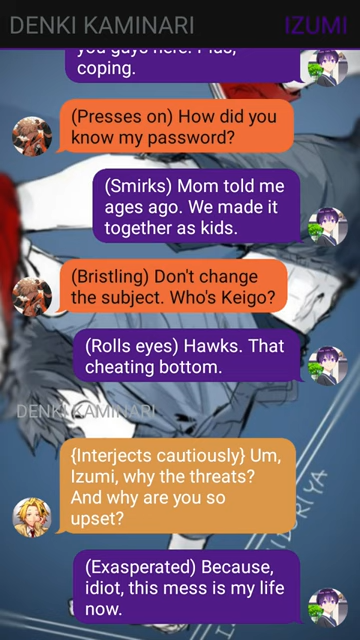 DENKI KAMINARI
IZUMI
coping.
(Presses on) How did you
know my password?
(Smirks) Mom told me
ages ago. We made it
together as kids.
(Bristling) Don't change
the subject. Who's Keigo?
(Rolls eyes) Hawks. That
cheating bottom.
DENKI KAMINARI
{Interjects cautiously} Um,
Izumi, why the threats?
And why are you so
upset?
(Exasperated) Because,
idiot, this mess is my life
now.